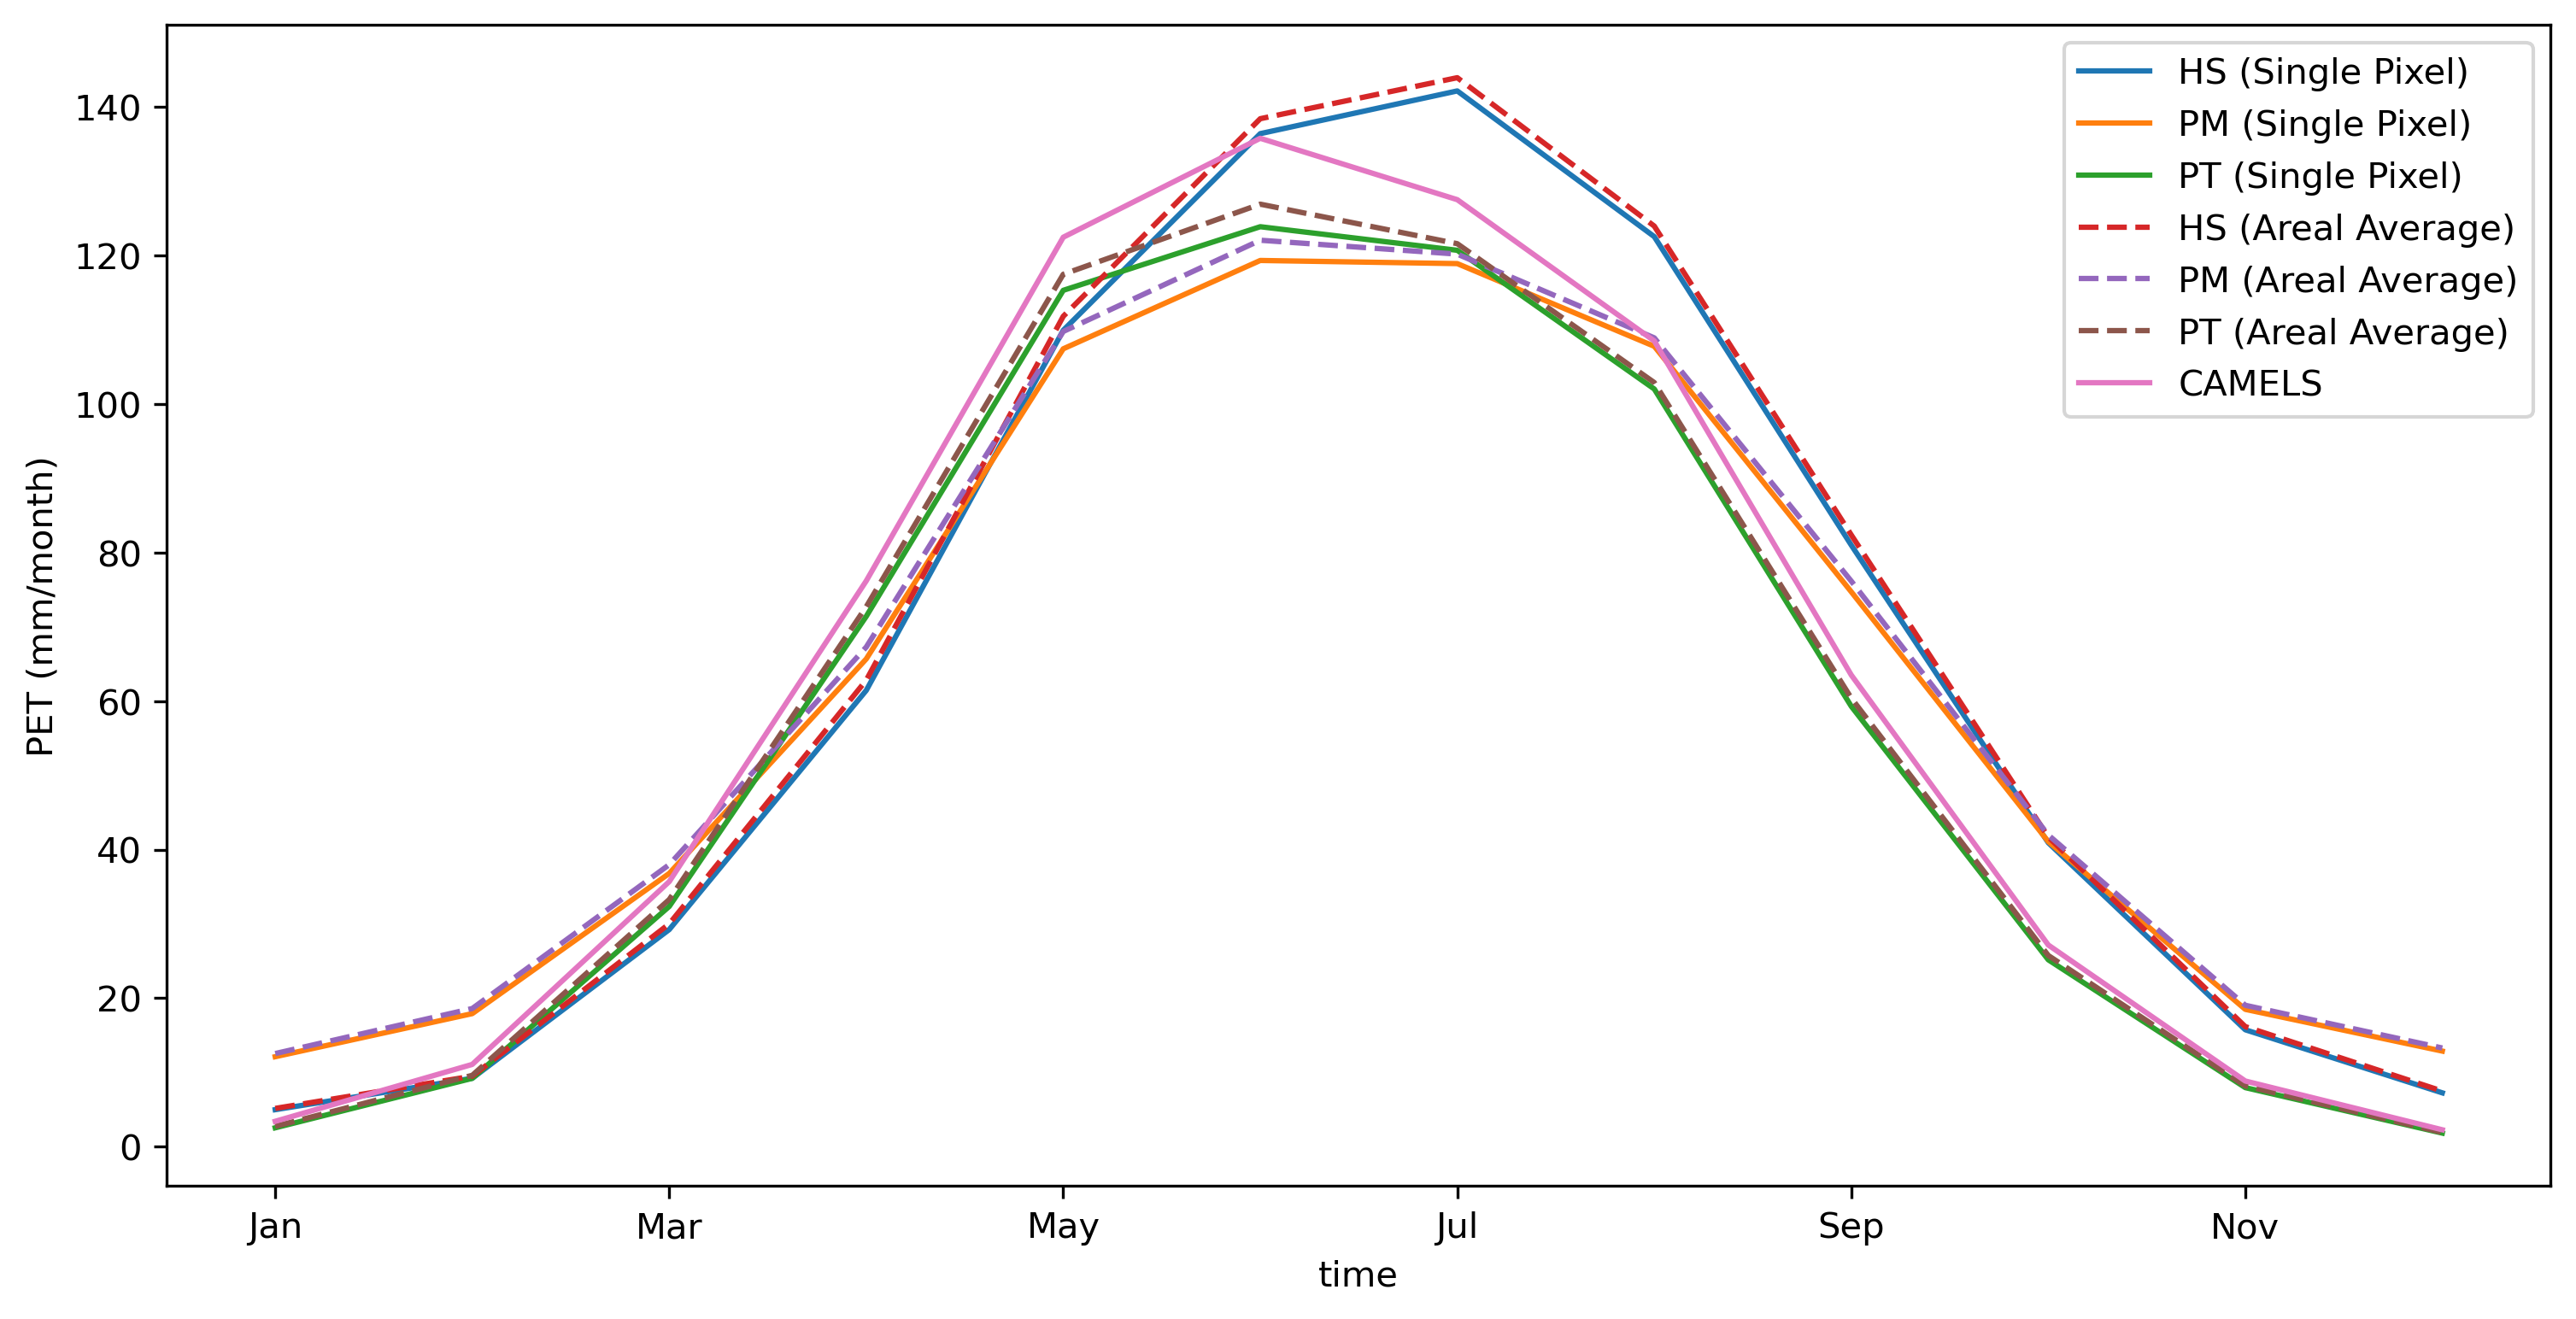 HS (Single Pixel)
PM (Single Pixel)
PT (Single Pixel)
HS (Areal Average)
PM (Areal Average)
PT (Areal Average)
CAMELS
PET (mm/month)
140
120
100
80
60
40
20
0
Jan Mar May Jul Sep Nov
time